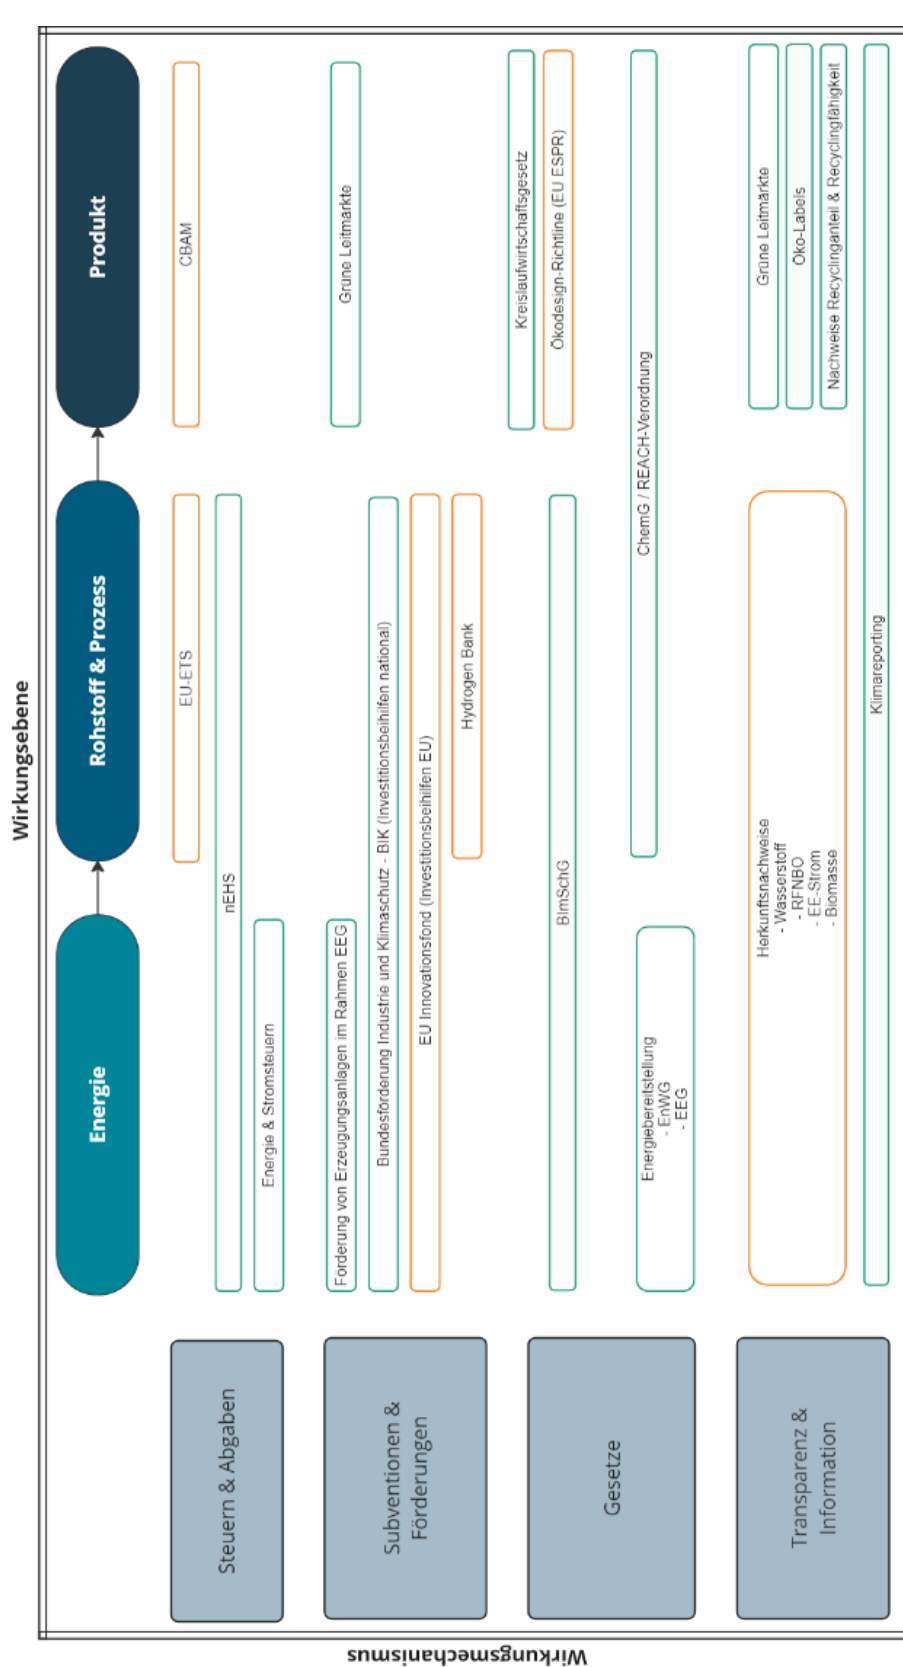 Wirkungsebene
Energie
Rohstoff & Prozess
Produkt
Wirkungsmechanismus
Steuern & Abgaben
EU-ETS
CBAM
nEHS
Energie & Stromsteuern
Subventionen &
Förderungen
Förderung von Erzeugungsanlagen im Rahmen EEG
Grüne Leitmärkte
Bundesförderung Industrie und Klimaschutz - BIK (Investitionsbeihilfen national)
EU Innovationsfond (Investitionsbeihilfen EU)
Hydrogen Bank
Gesetze
Kreislaufwirtschaftsgesetz
Ökodesign-Richtline (EU ESPR)
BImSchG
ChemG / REACH-Verordnung
Energiebereitstellung
- EnWG
- EEG
Transparenz &
Information
Herkunftsnachweise
- Wasserstoff
- RFNBO
- EE-Strom
- Biomasse
Grüne Leitmärkte
Öko-Labels
Nachweise Recyclinganteil & Recyclingfähigkeit
Klimareporting